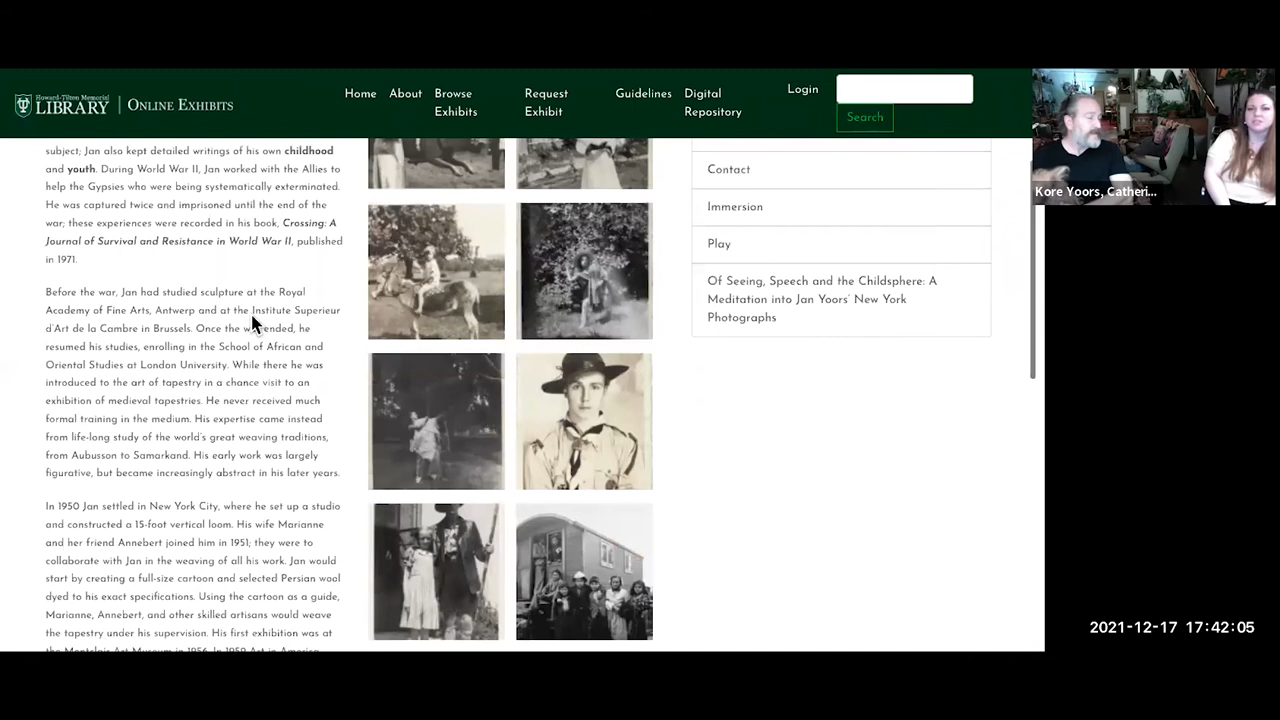 Howard-Tilton Memorial
LIBRARY
ONLINE EXHIBITS
Home
About
Browse
Exhibits
Request
Exhibit
Guidelines
Digital
Repository
Login
Search
subject; Jan also kept detailed writings of his own childhood
and youth. During World War II, Jan worked with the Allies to
help the Gypsies who were being systematically exterminated.
He was captured twice and imprisoned until the end of the
war; these experiences were recorded in his book, Crossing: A
Journal of Survival and Resistance in World War II, published
in 1971.
Before the war, Jan had studied sculpture at the Royal
Academy of Fine Arts, Antwerp and at the Institute Superieur
d'Art de la Cambre in Brussels. Once the ended, he
resumed his studies, enrolling in the School of African and
Oriental Studies at London University. While there he was
introduced to the art of tapestry in a chance visit to an
exhibition of medieval tapestries. He never received much
formal training in the medium. His expertise came instead
from life-long study of the world's great weaving traditions,
from Aubusson to Samarkand. His early work was largely
figurative, but became increasingly abstract in his later years.
In 1950 Jan settled in New York City, where he set up a studio
and constructed a 15-foot vertical loom. His wife Marianne
and her friend Annebert joined him in 1951; they were to
collaborate with Jan in the weaving of all his work. Jan would
start by creating a full-size cartoon and selected Persian wool
dyed to his exact specifications. Using the cartoon as a guide,
Marianne, Annebert, and other skilled artisans would weave
the tapestry under his supervision. His first exhibition was at
the Montclair Art Museum in 1956. In 1959 Art in America
Contact
Immersion
Play
Of Seeing, Speech and the Childsphere: A
Meditation into Jan Yoors' New York
Photographs
Kore Yoors, Catheri...
2021-12-17 17:42:05